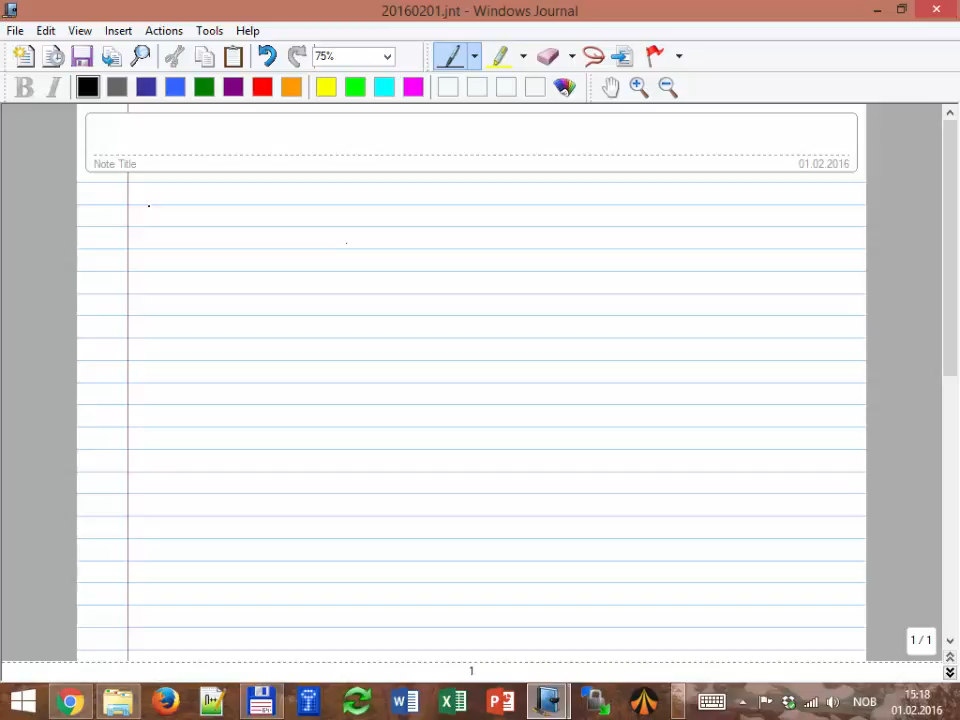 20160201.jnt - Windows Journal
File Edit View Insert Actions Tools Help
75%
B I
Note Title 01.02.2016
1 / 1
1
NOB
15:18
01.02.2016